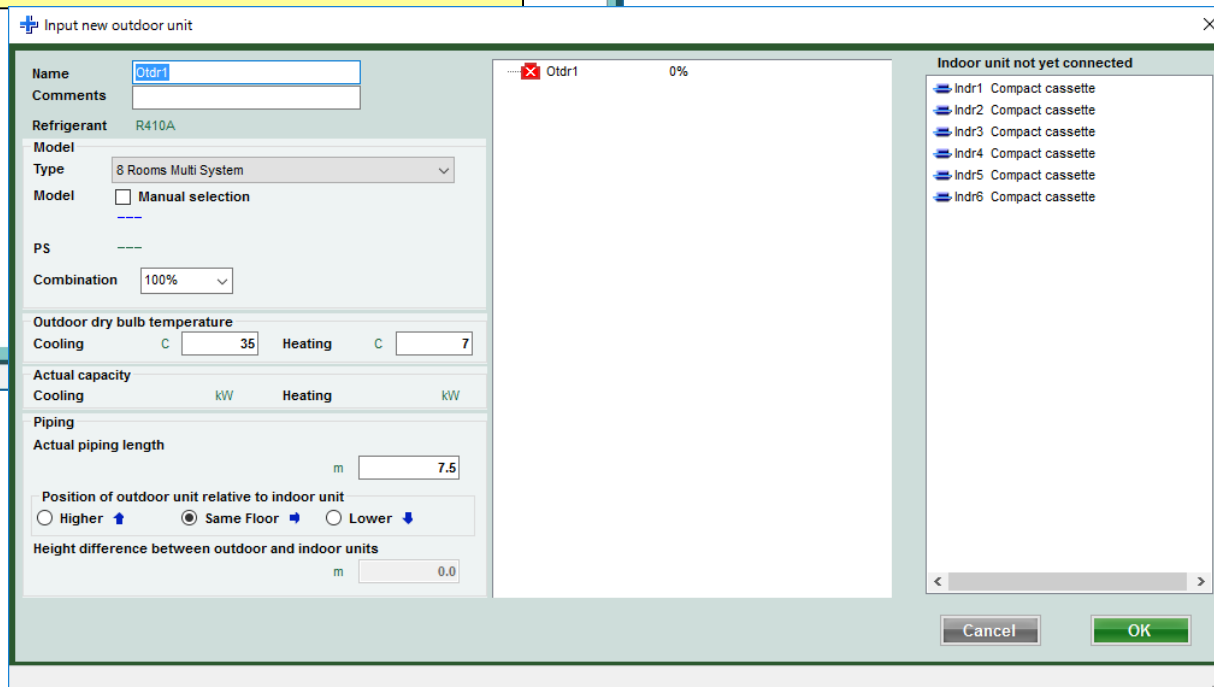 Input new outdoor unit
Name Otdr1
Comments
Refrigerant R410A
Model
Type 8 Rooms Multi System
Model Manual selection
---
PS ---
Combination 100%
Outdoor dry bulb temperature
Cooling C 35 Heating C 7
Actual capacity
Cooling kW Heating kW
Piping
Actual piping length
m 7.5
Position of outdoor unit relative to indoor unit
Higher Same Floor Lower
Height difference between outdoor and indoor units
m 0.0
Otdr1 0%
Indoor unit not yet connected
Indr1 Compact cassette
Indr2 Compact cassette
Indr3 Compact cassette
Indr4 Compact cassette
Indr5 Compact cassette
Indr6 Compact cassette
Cancel OK